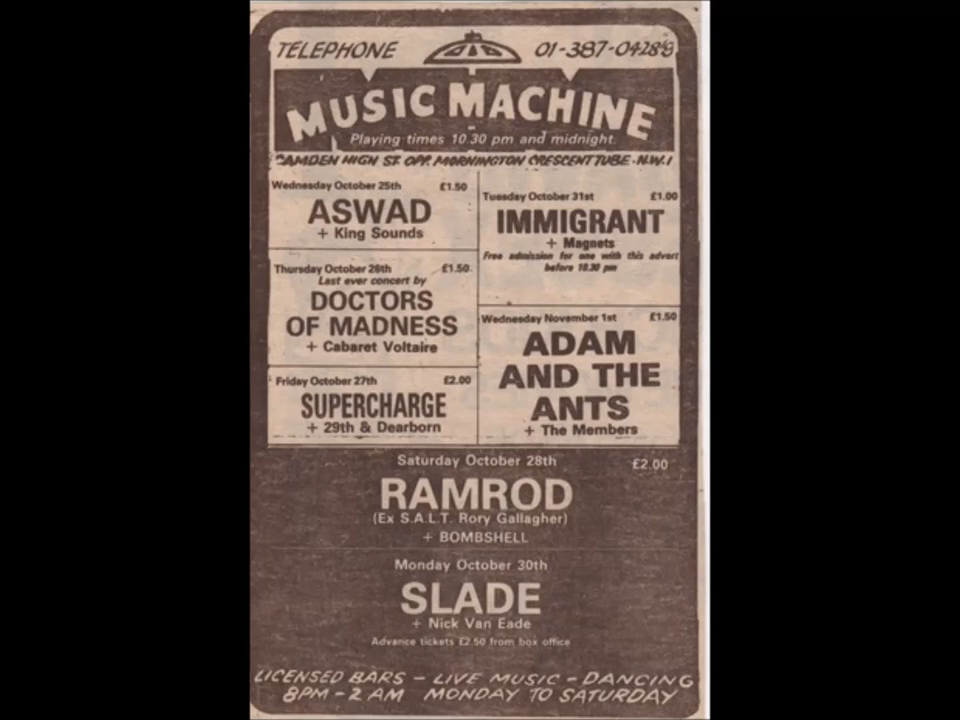 TELEPHONE 01-387-0428/9
MUSIC MACHINE
Playing times 10.30 pm and midnight.
CAMDEN HIGH ST. OPP. MORNINGTON CRESCENT TUBE - N.W.1
Wednesday October 25th £1.50
ASWAD
+ King Sounds
Thursday October 26th £1.50
Last ever concert by
DOCTORS
OF MADNESS
+ Cabaret Voltaire
Friday October 27th £2.00
SUPERCHARGE
+ 29th & Dearborn
Tuesday October 31st £1.00
IMMIGRANT
+ Magnets
Free admission for one with this advert
before 10.30 pm
Wednesday November 1st £1.50
ADAM
AND THE
ANTS
+ The Members
Saturday October 28th £2.00
RAMROD
(Ex S.A.L.T. Rory Gallagher)
+ BOMBSHELL
Monday October 30th
SLADE
+ Nick Van Eade
Advance tickets £2.50 from box office
LICENSED BARS - LIVE MUSIC - DANCING
8PM - 2 AM MONDAY TO SATURDAY